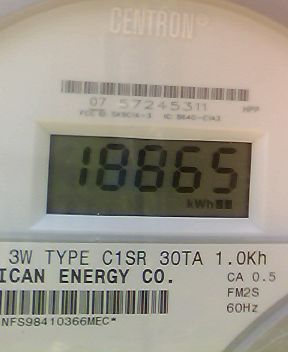 CENTRON®
07 57245311 HPP
18865
kWh
3W TYPE C1SR 30TA 1.0Kh
ICAN ENERGY CO. CA 0.5
FM2S
60Hz
NFS98410366MEC*